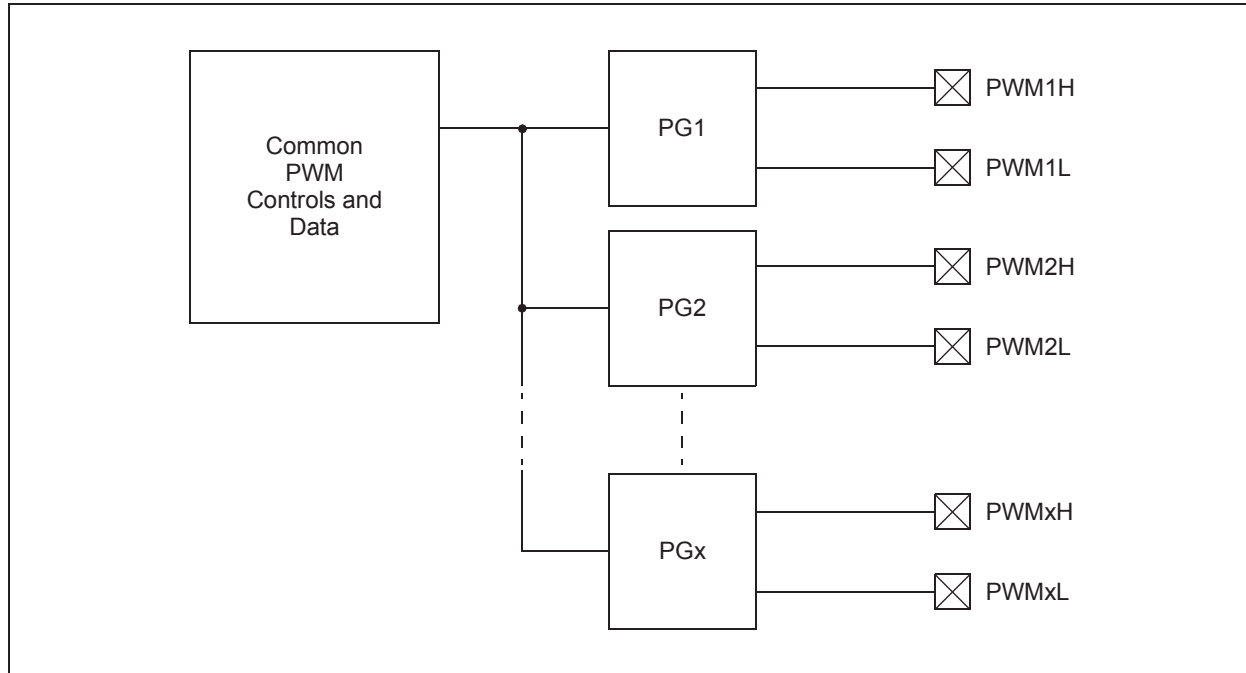 Common
PWM
Controls and
Data
PG1
PWM1H
PWM1L
PG2
PWM2H
PWM2L
PGx
PWMxH
PWMxL